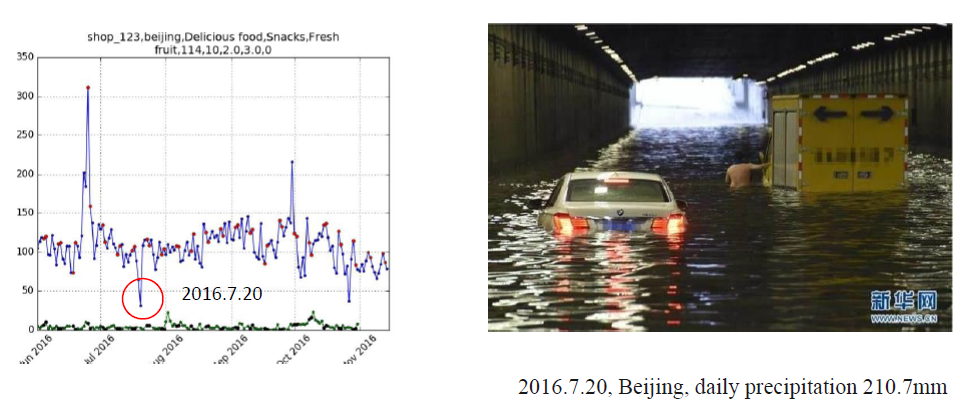 shop_123,beijing,Delicious food,Snacks,Fresh
fruit,114,10,2.0,3.0,0
350
300
250
200
150
100
50
0
2016.7.20
Jun 2016
Jul 2016
Aug 2016
Sep 2016
Oct 2016
Nov 2016
新华网
WWW.NEWS.CN
2016.7.20, Beijing, daily precipitation 210.7mm